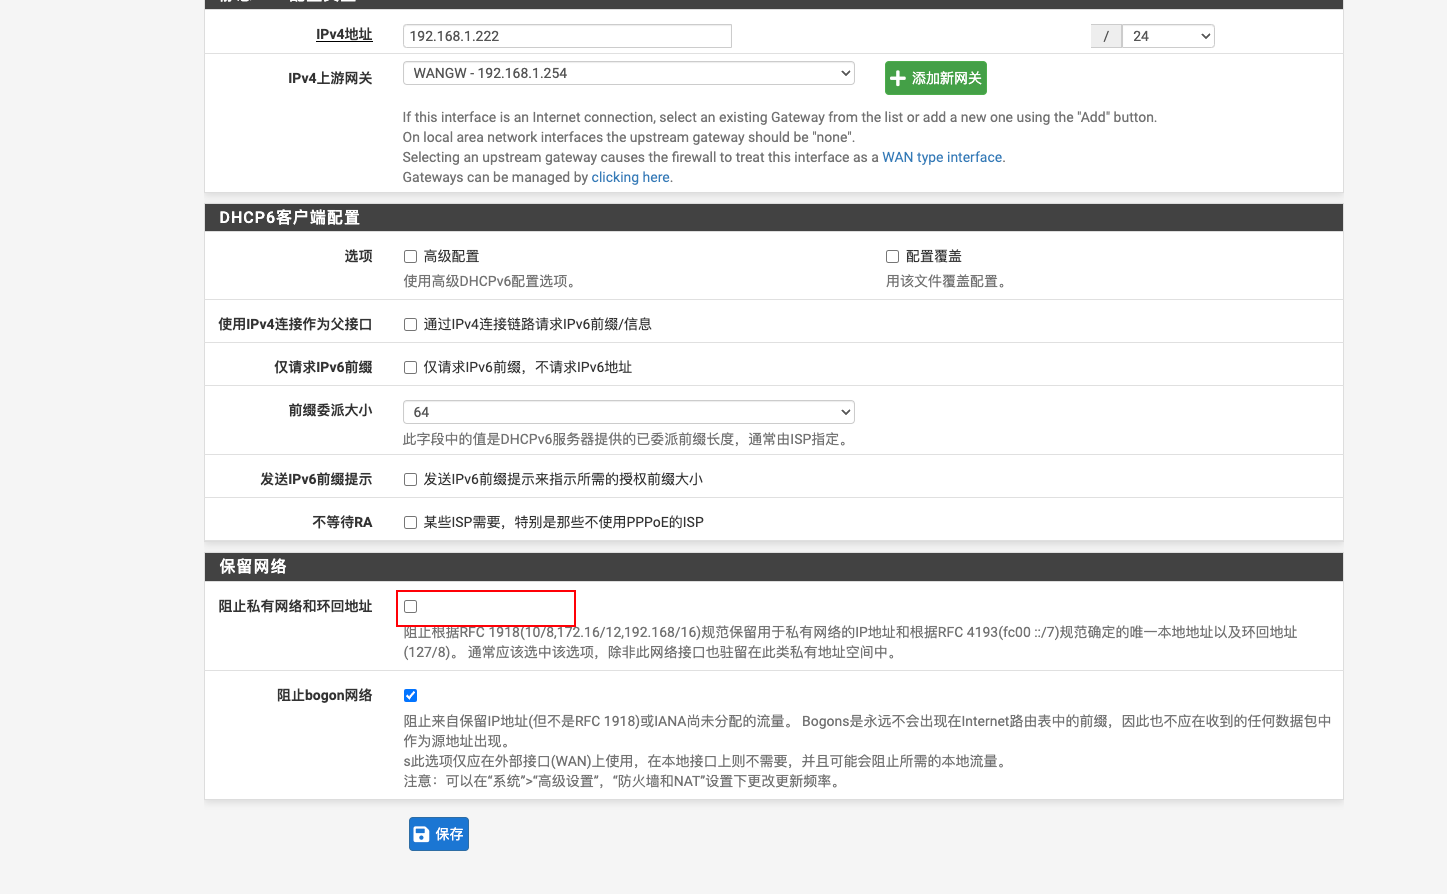 IPv4地址
192.168.1.222
/
24
IPv4上游网关
WANGW - 192.168.1.254
添加新网关
If this interface is an Internet connection, select an existing Gateway from the list or add a new one using the "Add" button.
On local area network interfaces the upstream gateway should be "none".
Selecting an upstream gateway causes the firewall to treat this interface as a WAN type interface.
Gateways can be managed by clicking here.
DHCP6客户端配置
选项
高级配置
配置覆盖
使用高级DHCPv6配置选项。
用该文件覆盖配置。
使用IPv4连接作为父接口
通过IPv4连接链路请求IPv6前缀/信息
仅请求IPv6前缀
仅请求IPv6前缀，不请求IPv6地址
前缀委派大小
64
此字段中的值是DHCPv6服务器提供的已委派前缀长度，通常由ISP指定。
发送IPv6前缀提示
发送IPv6前缀提示来指示所需的授权前缀大小
不等待RA
某些ISP需要，特别是那些不使用PPPoE的ISP
保留网络
阻止私有网络和环回地址
阻止根据RFC 1918(10/8,172.16/12,192.168/16)规范保留用于私有网络的IP地址和根据RFC 4193(fc00 ::/7)规范确定的唯一本地地址以及环回地址
(127/8)。 通常应该选中该选项，除非此网络接口也驻留在此类私有地址空间中。
阻止bogon网络
阻止来自保留IP地址(但不是RFC 1918)或IANA尚未分配的流量。 Bogons是永远不会出现在Internet路由表中的前缀，因此也不应在收到的任何数据包中
作为源地址出现。
s此选项仅应在外部接口(WAN)上使用，在本地接口上则不需要，并且可能会阻止所需的本地流量。
注意：可以在“系统”>“高级设置”，“防火墙和NAT”设置下更改更新频率。
保存